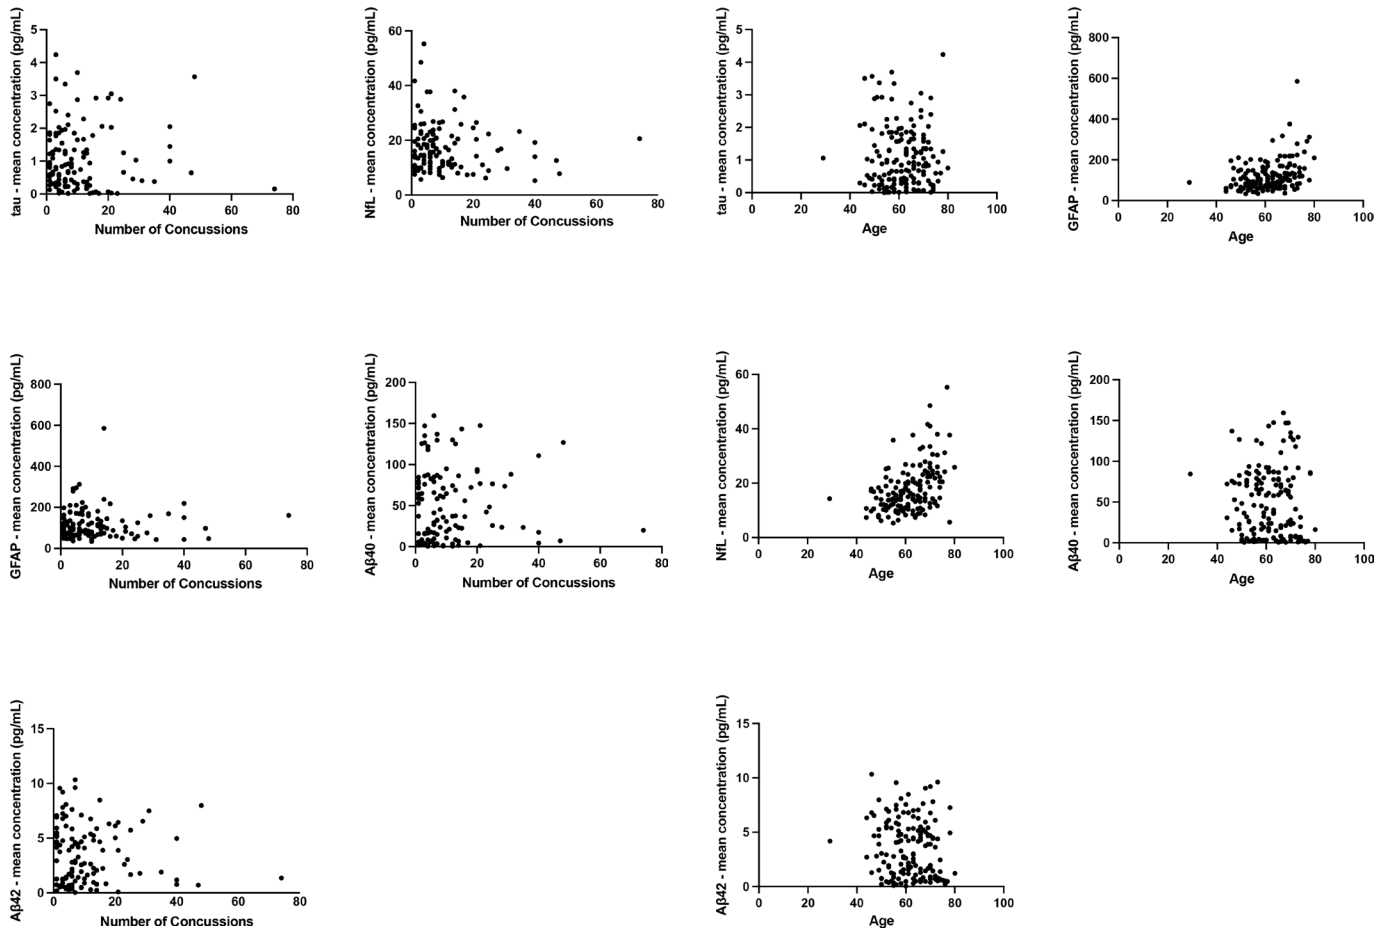 tau - mean concentration (pg/mL)
5
4
3
2
1
0
0 20 40 60 80
Number of Concussions
NfL - mean concentration (pg/mL)
60
40
20
0
0 20 40 60 80
Number of Concussions
tau - mean concentration (pg/mL)
5
4
3
2
1
0
0 20 40 60 80 100
Age
GFAP - mean concentration (pg/mL)
800
600
400
200
0
0 20 40 60 80 100
Age
GFAP - mean concentration (pg/mL)
800
600
400
200
0
0 20 40 60 80
Number of Concussions
Aβ40 - mean concentration (pg/mL)
200
150
100
50
0
0 20 40 60 80
Number of Concussions
NfL - mean concentration (pg/mL)
60
40
20
0
0 20 40 60 80 100
Age
Aβ40 - mean concentration (pg/mL)
200
150
100
50
0
0 20 40 60 80 100
Age
Aβ42 - mean concentration (pg/mL)
15
10
5
0
0 20 40 60 80
Number of Concussions
Aβ42 - mean concentration (pg/mL)
15
10
5
0
0 20 40 60 80 100
Age